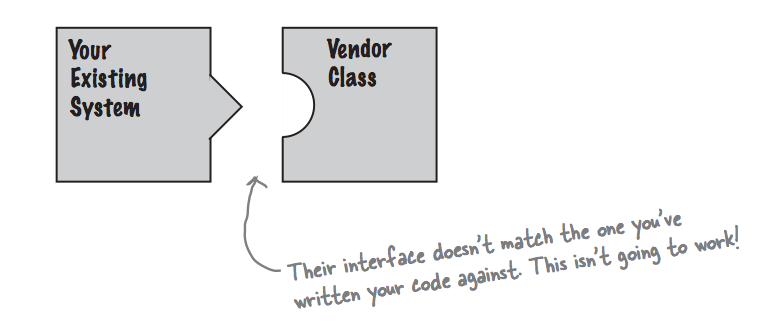 Your
Existing
System
Vendor
Class
Their interface doesn't match the one you've
written your code against. This isn't going to work!